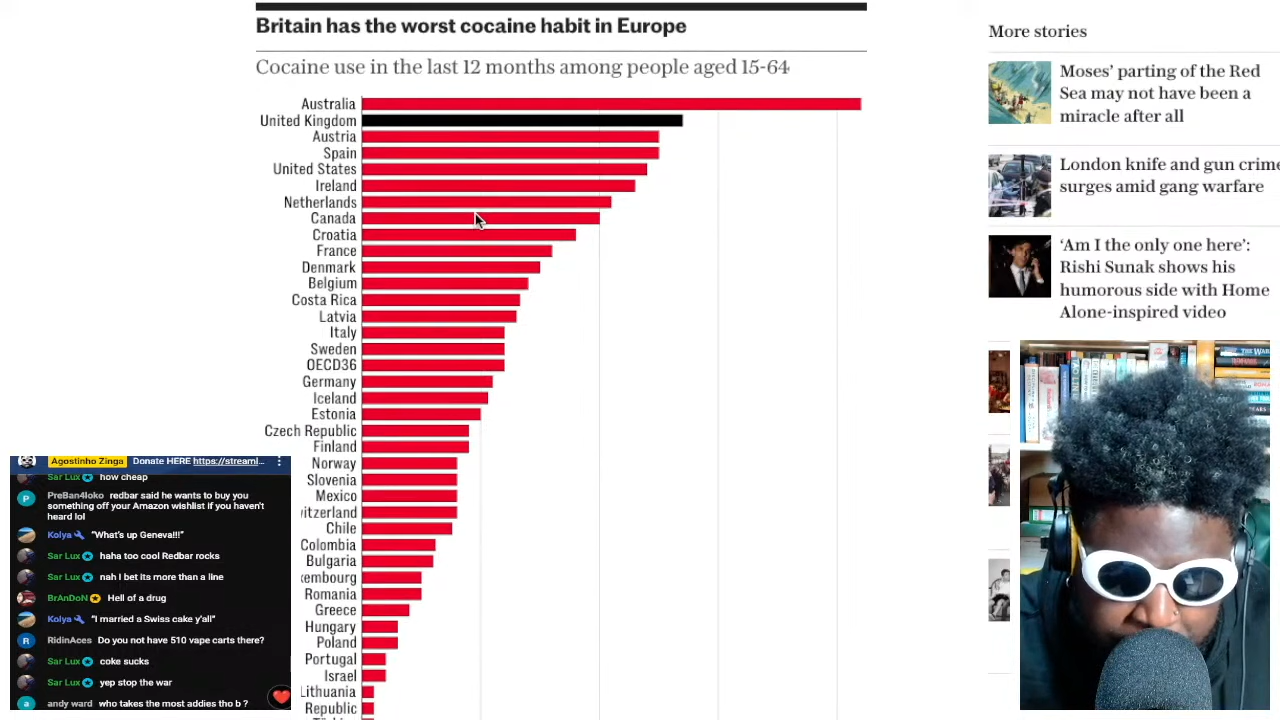 Britain has the worst cocaine habit in Europe
Cocaine use in the last 12 months among people aged 15-64
Australia
United Kingdom
Austria
Spain
United States
Ireland
Netherlands
Canada
Croatia
France
Denmark
Belgium
Costa Rica
Latvia
Italy
Sweden
OECD36
Germany
Iceland
Estonia
Czech Republic
Finland
Norway
Slovenia
Mexico
vitzerland
Chile
Colombia
Bulgaria
xembourg
Romania
Greece
Hungary
Poland
Portugal
Israel
Lithuania
Republic
More stories
Moses’ parting of the Red
Sea may not have been a
miracle after all
London knife and gun crime
surges amid gang warfare
‘Am I the only one here’:
Rishi Sunak shows his
humorous side with Home
Alone-inspired video
Agostinho Zinga Donate HERE https://streaml...
Sar Lux how cheap
P PreBan4loko redbar said he wants to buy you
something off your Amazon wishlist if you haven't
heard lol
Kolya "What's up Geneva!!!"
Sar Lux haha too cool Redbar rocks
Sar Lux nah I bet its more than a line
BrAnDoN Hell of a drug
Kolya "I married a Swiss cake y'all"
R RidinAces Do you not have 510 vape carts there?
Sar Lux coke sucks
Sar Lux yep stop the war
a andy ward who takes the most addies tho b ?